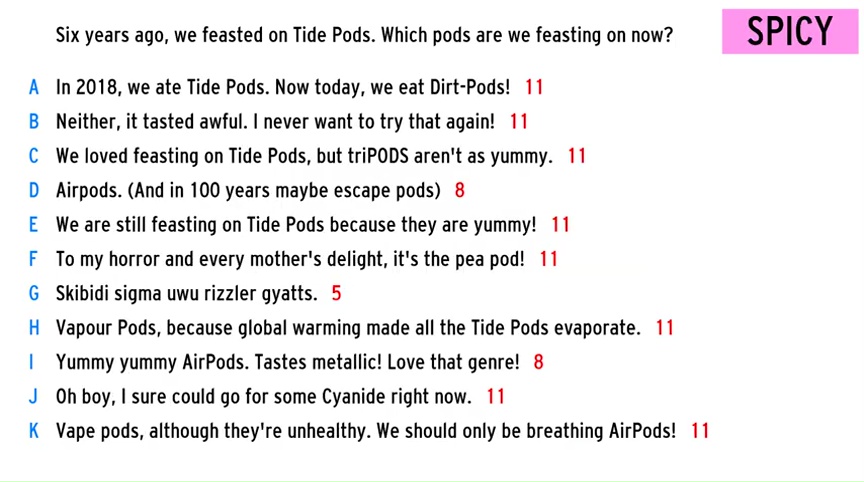 Six years ago, we feasted on Tide Pods. Which pods are we feasting on now?
SPICY
A In 2018, we ate Tide Pods. Now today, we eat Dirt-Pods! 11
B Neither, it tasted awful. I never want to try that again! 11
C We loved feasting on Tide Pods, but triPODS aren't as yummy. 11
D Airpods. (And in 100 years maybe escape pods) 8
E We are still feasting on Tide Pods because they are yummy! 11
F To my horror and every mother's delight, it's the pea pod! 11
G Skibidi sigma uwu rizzler gyatts. 5
H Vapour Pods, because global warming made all the Tide Pods evaporate. 11
I Yummy yummy AirPods. Tastes metallic! Love that genre! 8
J Oh boy, I sure could go for some Cyanide right now. 11
K Vape pods, although they're unhealthy. We should only be breathing AirPods! 11